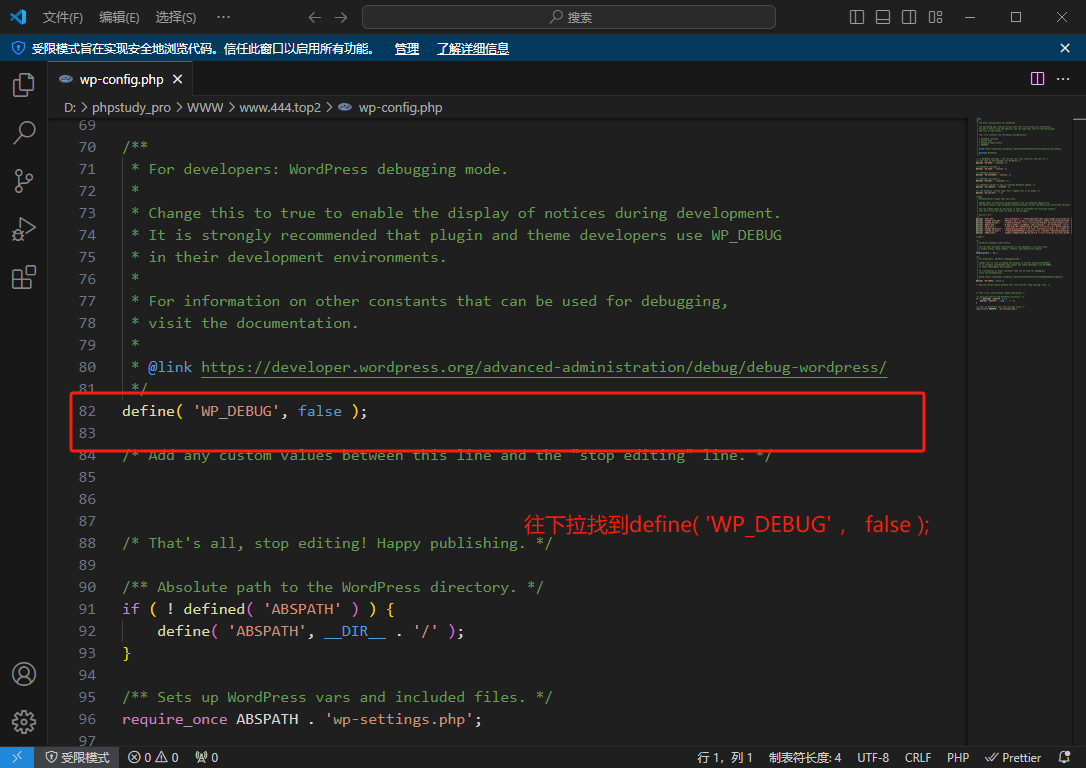 文件(F) 编辑(E) 选择(S) ··· 搜索
受限模式旨在实现安全地浏览代码。信任此窗口以启用所有功能。 管理 了解详细信息
wp-config.php
D: > phpstudy_pro > WWW > www.444.top2 > wp-config.php
69
70 /**
71 * For developers: WordPress debugging mode.
72 *
73 * Change this to true to enable the display of notices during development.
74 * It is strongly recommended that plugin and theme developers use WP_DEBUG
75 * in their development environments.
76 *
77 * For information on other constants that can be used for debugging,
78 * visit the documentation.
79 *
80 * @link https://developer.wordpress.org/advanced-administration/debug/debug-wordpress/
81 */
82 define( 'WP_DEBUG', false );
83
84 /* Add any custom values between this line and the "stop editing" line. */
85
86
87
往下拉找到define( 'WP_DEBUG' , false );
88 /* That's all, stop editing! Happy publishing. */
89
90 /** Absolute path to the WordPress directory. */
91 if ( ! defined( 'ABSPATH' ) ) {
92 define( 'ABSPATH', __DIR__ . '/' );
93 }
94
95 /** Sets up WordPress vars and included files. */
96 require_once ABSPATH . 'wp-settings.php';
97
受限模式 0 0 0 行 1，列 1 制表符长度: 4 UTF-8 CRLF PHP Prettier